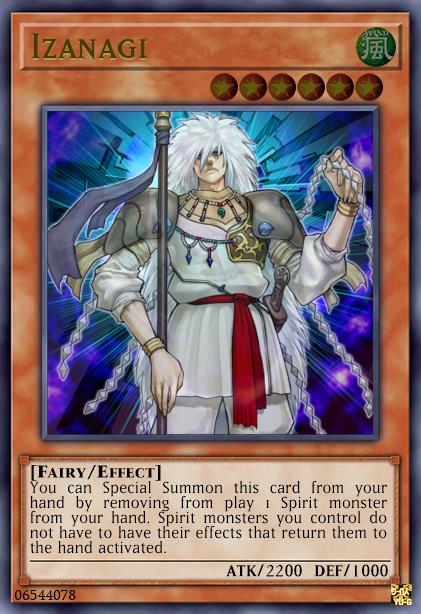 IZANAGI
WIND
風
[FAIRY/EFFECT]
You can Special Summon this card from your
hand by removing from play 1 Spirit monster
from your hand. Spirit monsters you control do
not have to have their effects that return them to
the hand activated.
ATK/2200 DEF/1000
06544078